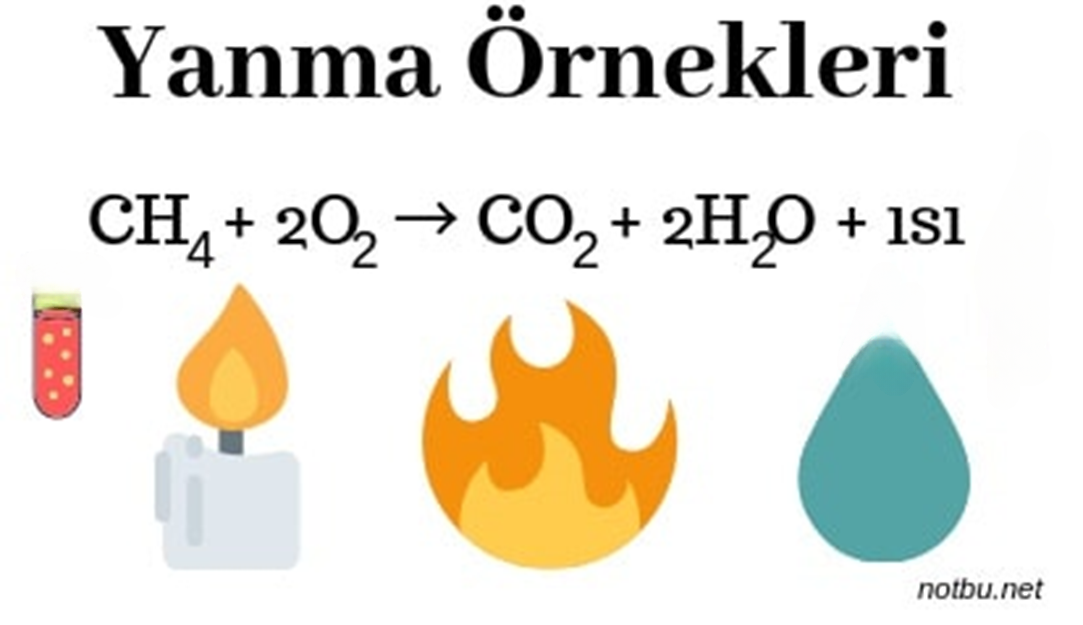 Yanma Örnekleri
CH₄ + 2O₂ → CO₂ + 2H₂O + ısı
notbu.net